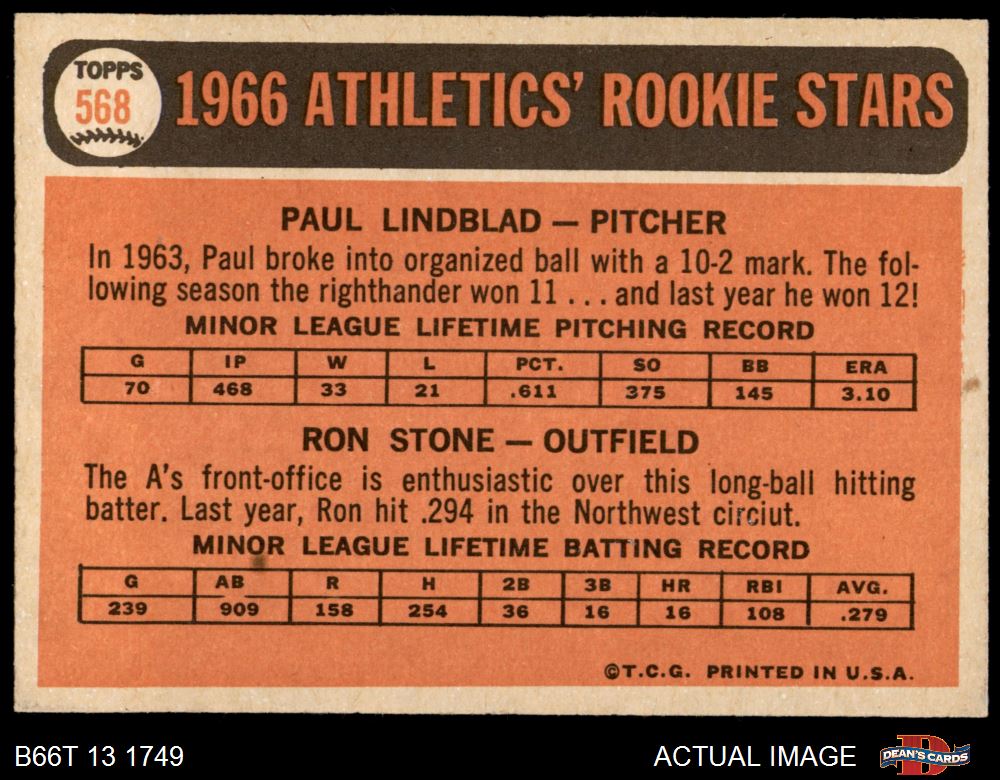 TOPPS
568
1966 ATHLETICS' ROOKIE STARS
PAUL LINDBLAD — PITCHER
In 1963, Paul broke into organized ball with a 10-2 mark. The fol-
lowing season the righthander won 11 . . . and last year he won 12!
MINOR LEAGUE LIFETIME PITCHING RECORD
G IP W L PCT. SO BB ERA
70 468 33 21 .611 375 145 3.10
RON STONE — OUTFIELD
The A's front-office is enthusiastic over this long-ball hitting
batter. Last year, Ron hit .294 in the Northwest circiut.
MINOR LEAGUE LIFETIME BATTING RECORD
G AB R H 2B 3B HR RBI AVG.
239 909 158 254 36 16 16 108 .279
©T.C.G. PRINTED IN U.S.A.
B66T 13 1749
ACTUAL IMAGE
DEAN'S CARDS